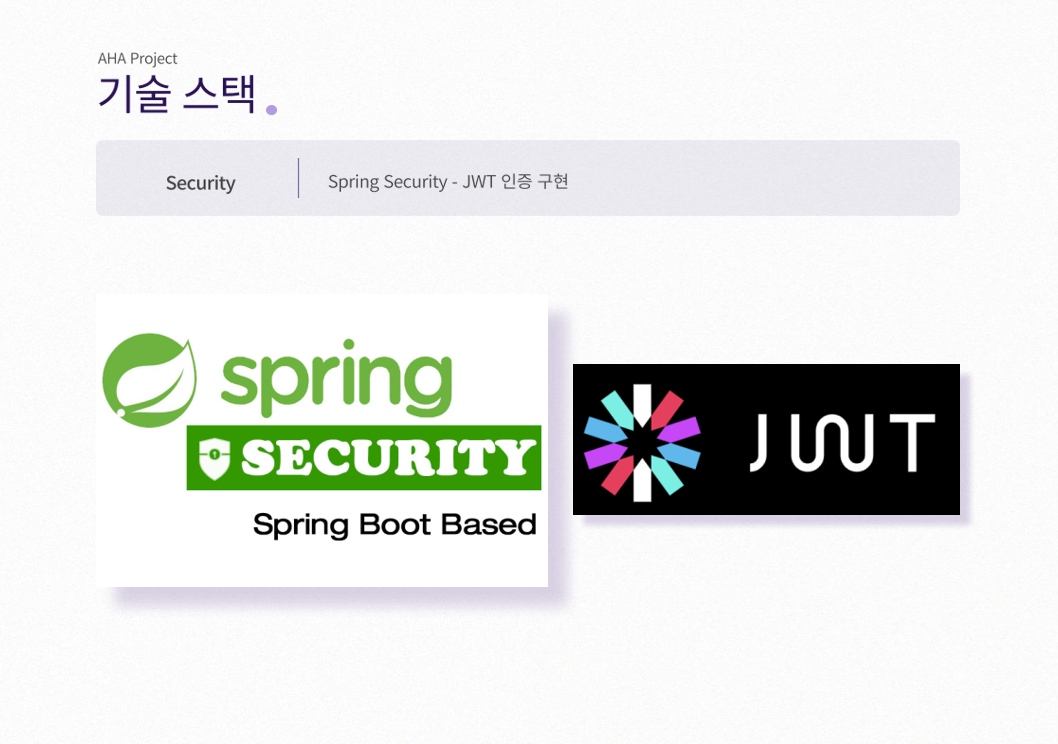 AHA Project
기술 스택
Security
Spring Security - JWT 인증 구현
spring
SECURITY
Spring Boot Based
JWT